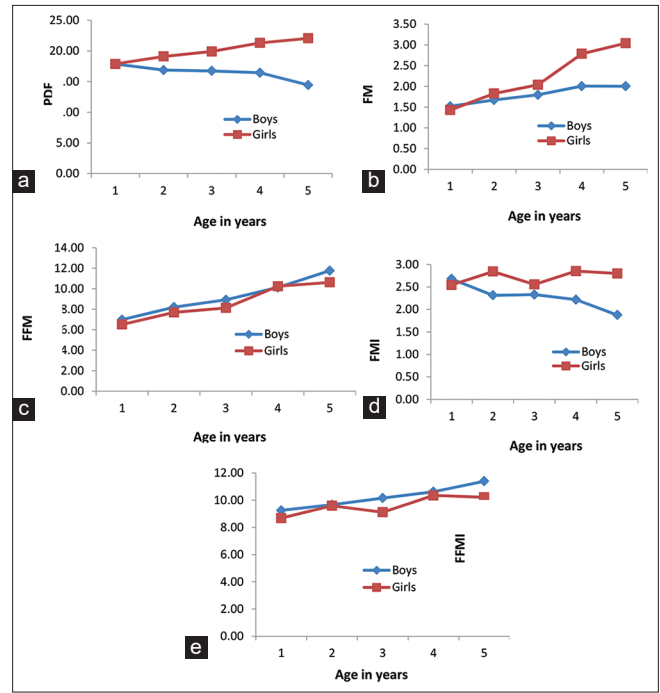 25.00
20.00
.00
.00
5.00
0.00
PDF
Boys
Girls
1 2 3 4 5
Age in years
a
3.50
3.00
2.50
2.00
1.50
1.00
0.50
0.00
FM
Boys
Girls
1 2 3 4 5
Age in years
b
14.00
12.00
10.00
8.00
6.00
4.00
2.00
0.00
FFM
Boys
Girls
1 2 3 4 5
Age in years
c
3.00
2.50
2.00
1.50
1.00
0.50
0.00
FMI
Boys
Girls
1 2 3 4 5
Age in years
d
12.00
10.00
8.00
6.00
4.00
2.00
0.00
FFMI
Boys
Girls
1 2 3 4 5
Age in years
e